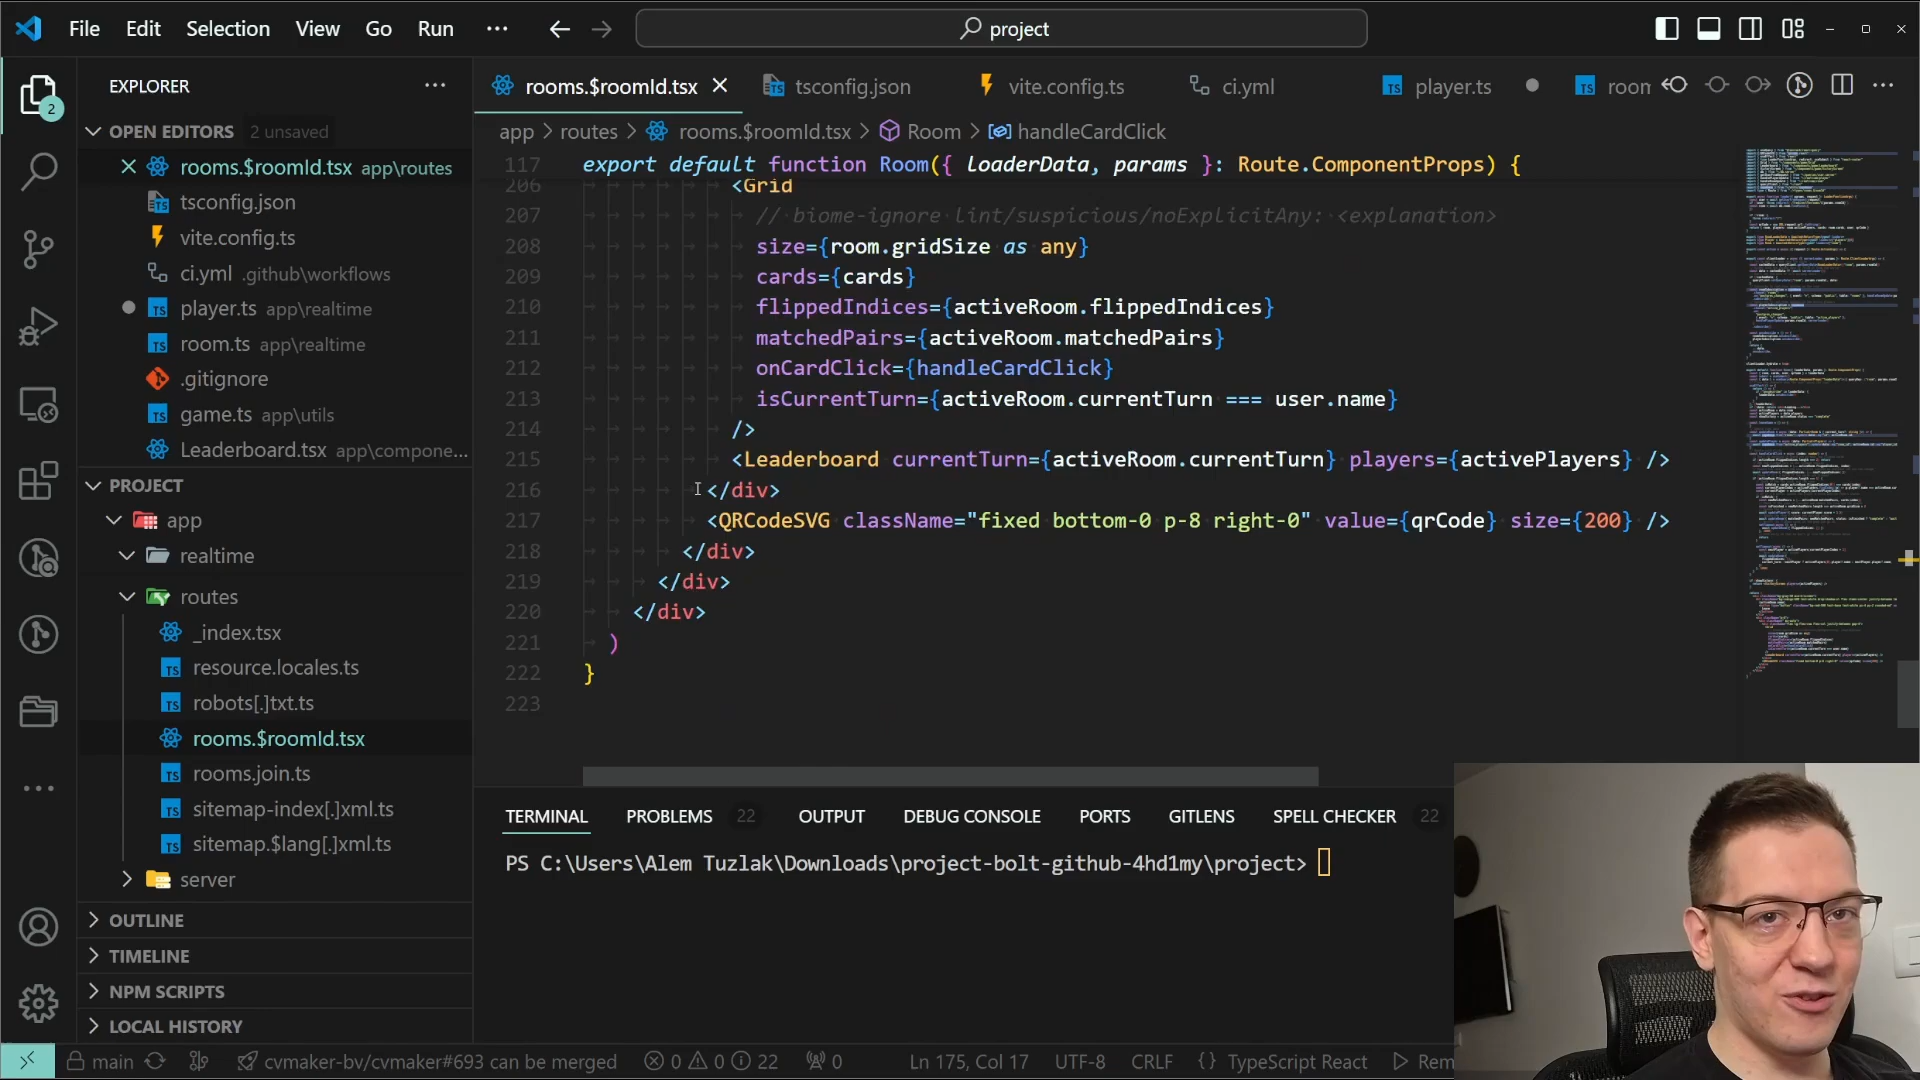 File Edit Selection View Go Run
project
EXPLORER
OPEN EDITORS 2 unsaved
rooms.$roomId.tsx app\routes
tsconfig.json
vite.config.ts
ci.yml .github\workflows
player.ts app\realtime
room.ts app\realtime
.gitignore
game.ts app\utils
Leaderboard.tsx app\compone...
PROJECT
app
realtime
routes
_index.tsx
resource.locales.ts
robots[.]txt.ts
rooms.$roomId.tsx
rooms.join.ts
sitemap-index[.]xml.ts
sitemap.$lang[.]xml.ts
server
OUTLINE
TIMELINE
NPM SCRIPTS
LOCAL HISTORY
2
rooms.$roomId.tsx tsconfig.json vite.config.ts ci.yml player.ts room
app > routes > rooms.$roomId.tsx > Room > handleCardClick
117 export default function Room({ loaderData, params }: Route.ComponentProps) {
206 <Grid
207 // biome-ignore lint/suspicious/noExplicitAny: <explanation>
208 size={room.gridSize as any}
209 cards={cards}
210 flippedIndices={activeRoom.flippedIndices}
211 matchedPairs={activeRoom.matchedPairs}
212 onCardClick={handleCardClick}
213 isCurrentTurn={activeRoom.currentTurn === user.name}
214 />
215 <Leaderboard currentTurn={activeRoom.currentTurn} players={activePlayers} />
216 </div>
217 <QRCodeSVG className="fixed bottom-0 p-8 right-0" value={qrCode} size={200} />
218 </div>
219 </div>
220 </div>
221 )
222 }
223
TERMINAL PROBLEMS 22 OUTPUT DEBUG CONSOLE PORTS GITLENS SPELL CHECKER 22
PS C:\Users\Alem Tuzlak\Downloads\project-bolt-github-4hd1my\project>
main cvmaker-bv/cvmaker#693 can be merged 0 0 22 0 Ln 175, Col 17 UTF-8 CRLF {} TypeScript React Rem